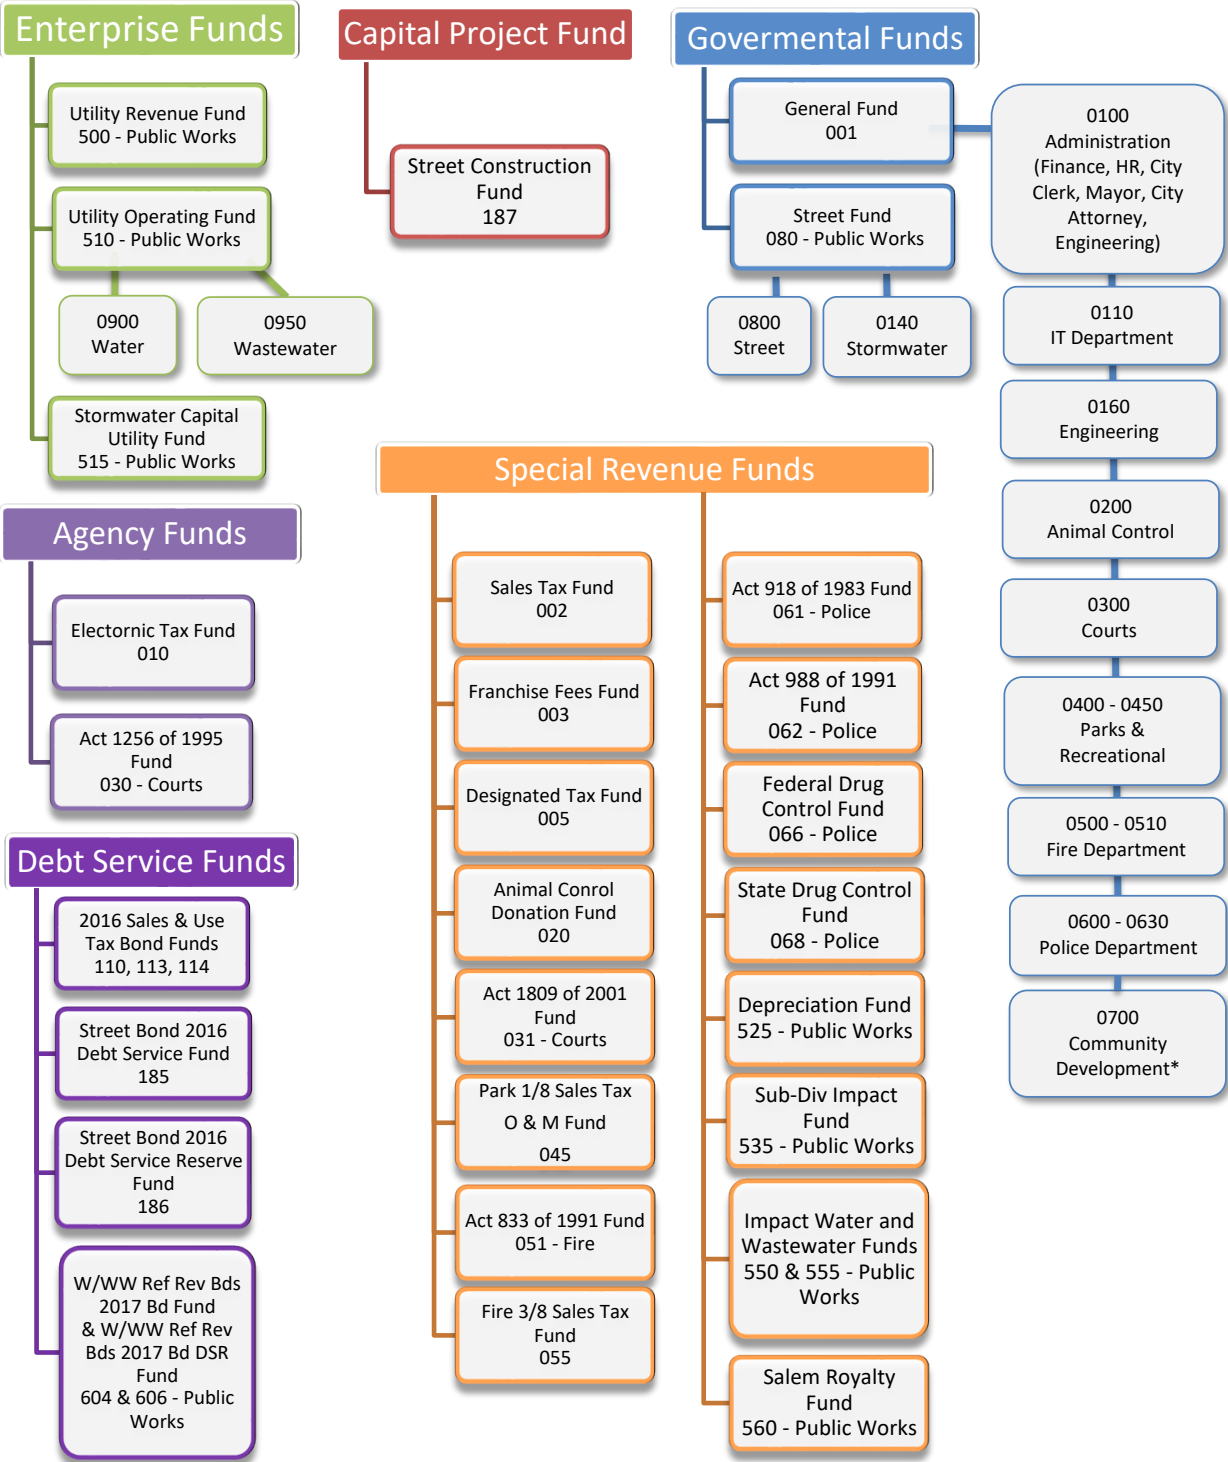 Enterprise Funds
Utility Revenue Fund
500 - Public Works
Utility Operating Fund
510 - Public Works
0900
Water
0950
Wastewater
Stormwater Capital
Utility Fund
515 - Public Works
Capital Project Fund
Street Construction
Fund
187
Govermental Funds
General Fund
001
Street Fund
080 - Public Works
0800
Street
0140
Stormwater
0100
Administration
(Finance, HR, City
Clerk, Mayor, City
Attorney,
Engineering)
0110
IT Department
0160
Engineering
0200
Animal Control
0300
Courts
0400 - 0450
Parks &
Recreational
0500 - 0510
Fire Department
0600 - 0630
Police Department
0700
Community
Development*
Agency Funds
Electornic Tax Fund
010
Act 1256 of 1995
Fund
030 - Courts
Debt Service Funds
2016 Sales & Use
Tax Bond Funds
110, 113, 114
Street Bond 2016
Debt Service Fund
185
Street Bond 2016
Debt Service Reserve
Fund
186
W/WW Ref Rev Bds
2017 Bd Fund
& W/WW Ref Rev
Bds 2017 Bd DSR
Fund
604 & 606 - Public
Works
Special Revenue Funds
Sales Tax Fund
002
Franchise Fees Fund
003
Designated Tax Fund
005
Animal Conrol
Donation Fund
020
Act 1809 of 2001
Fund
031 - Courts
Park 1/8 Sales Tax
O & M Fund
045
Act 833 of 1991 Fund
051 - Fire
Fire 3/8 Sales Tax
Fund
055
Act 918 of 1983 Fund
061 - Police
Act 988 of 1991
Fund
062 - Police
Federal Drug
Control Fund
066 - Police
State Drug Control
Fund
068 - Police
Depreciation Fund
525 - Public Works
Sub-Div Impact
Fund
535 - Public Works
Impact Water and
Wastewater Funds
550 & 555 - Public
Works
Salem Royalty
Fund
560 - Public Works